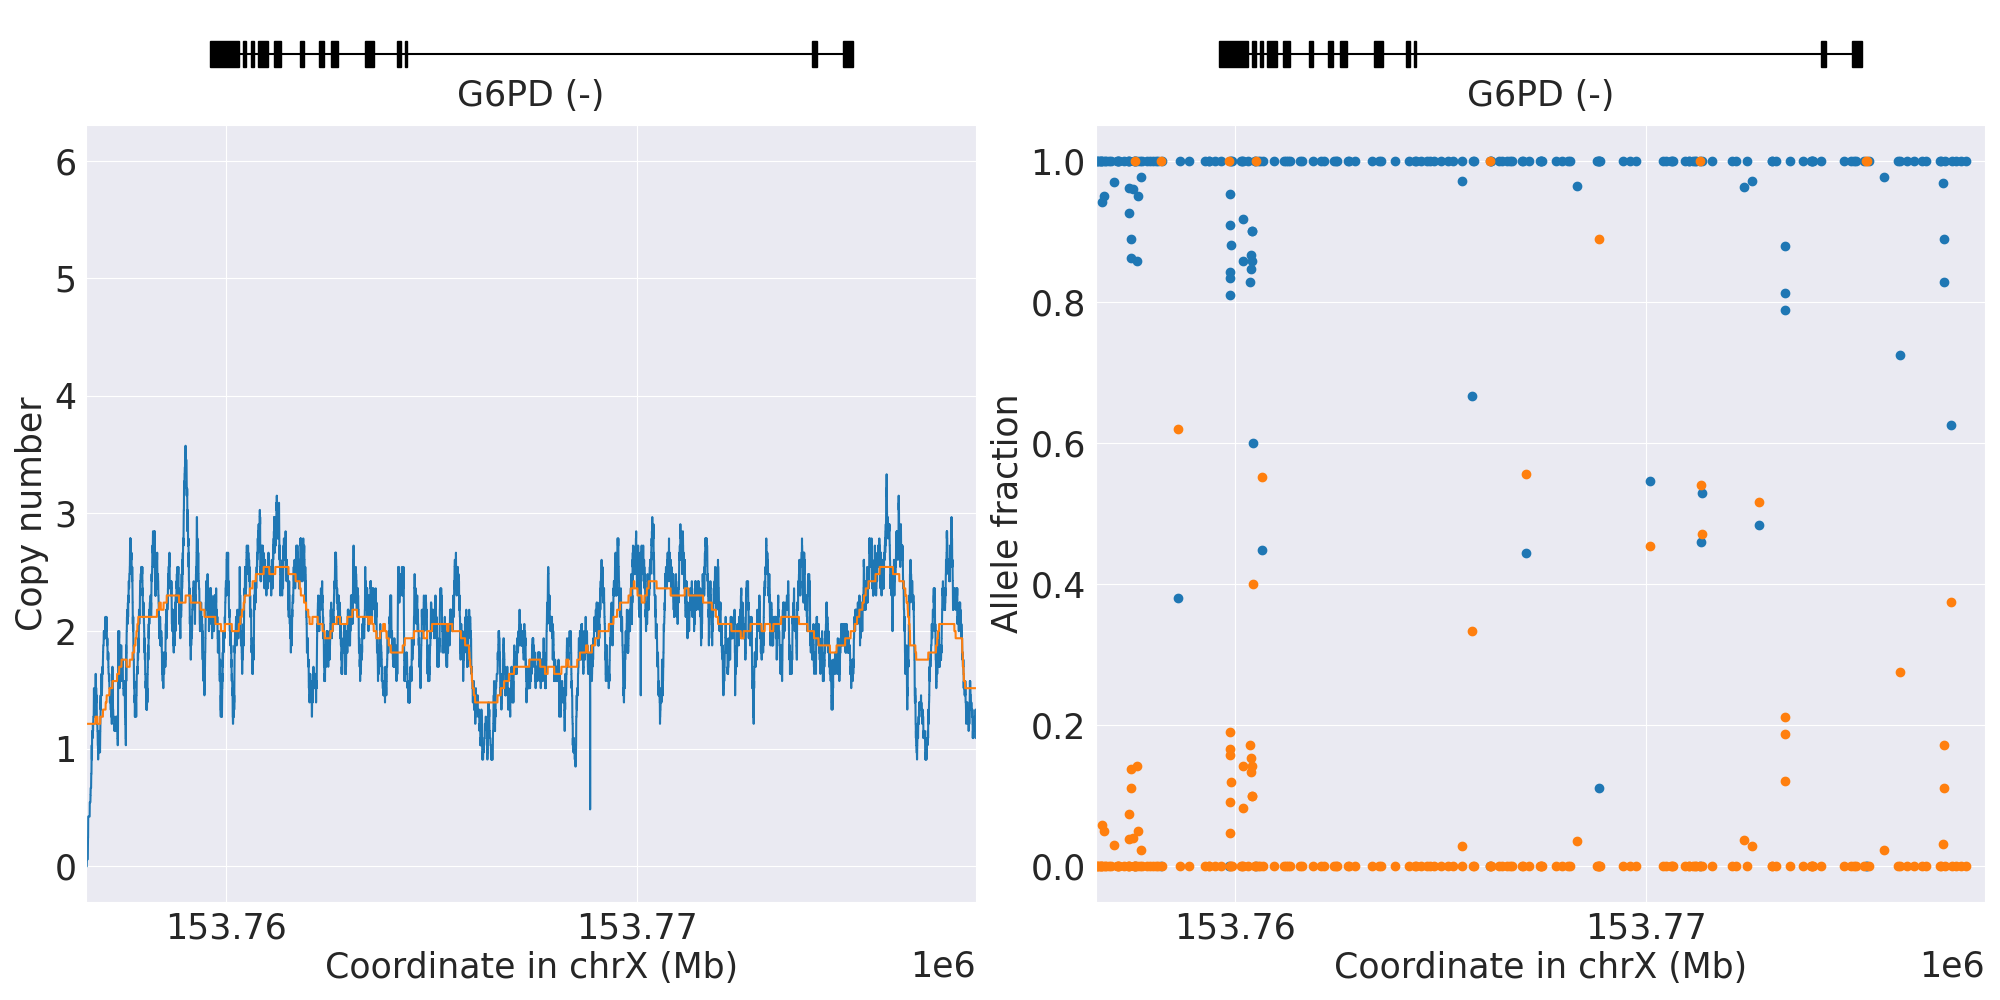 G6PD (-)
6
5
4
3
2
1
0
Copy number
153.76
153.77
Coordinate in chrX (Mb)
1e6
G6PD (-)
1.0
0.8
0.6
0.4
0.2
0.0
Allele fraction
153.76
153.77
Coordinate in chrX (Mb)
1e6